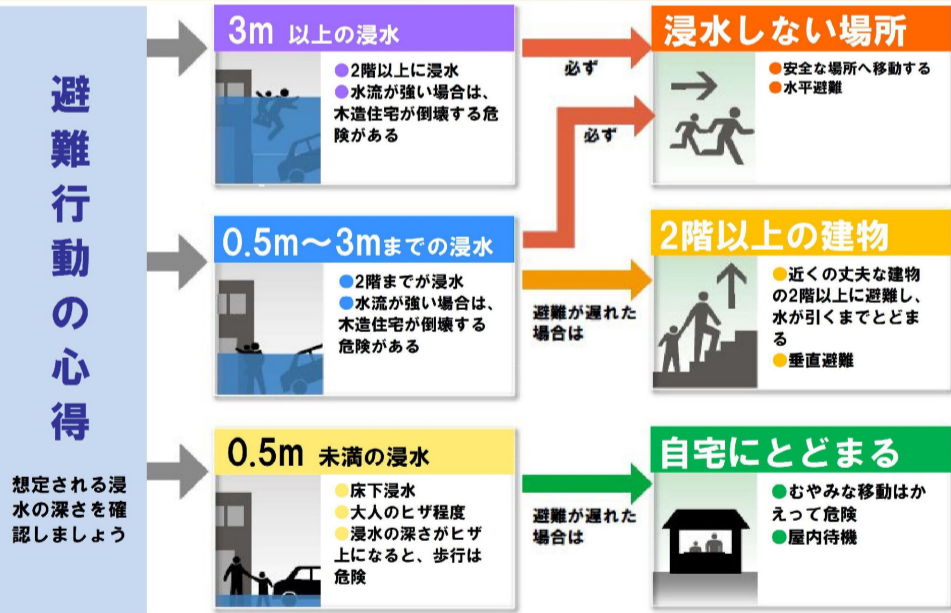 避難行動の心得
想定される浸
水の深さを確
認しましょう
3m 以上の浸水
●2階以上に浸水
●水流が強い場合は、
木造住宅が倒壊する危
険がある
必ず
浸水しない場所
●安全な場所へ移動する
●水平避難
0.5m～3mまでの浸水
●2階までが浸水
●水流が強い場合は、
木造住宅が倒壊する
危険がある
必ず
避難が遅れた
場合は
2階以上の建物
●近くの丈夫な建物
の2階以上に避難し、
水が引くまでとどま
る
●垂直避難
0.5m 未満の浸水
●床下浸水
●大人のヒザ程度
●浸水の深さがヒザ
上になると、歩行は
危険
避難が遅れた
場合は
自宅にとどまる
●むやみな移動はか
えって危険
●屋内待機